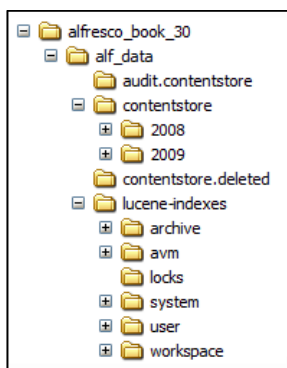 alfresco_book_30
alf_data
audit.contentstore
contentstore
2008
2009
contentstore.deleted
lucene-indexes
archive
avm
locks
system
user
workspace